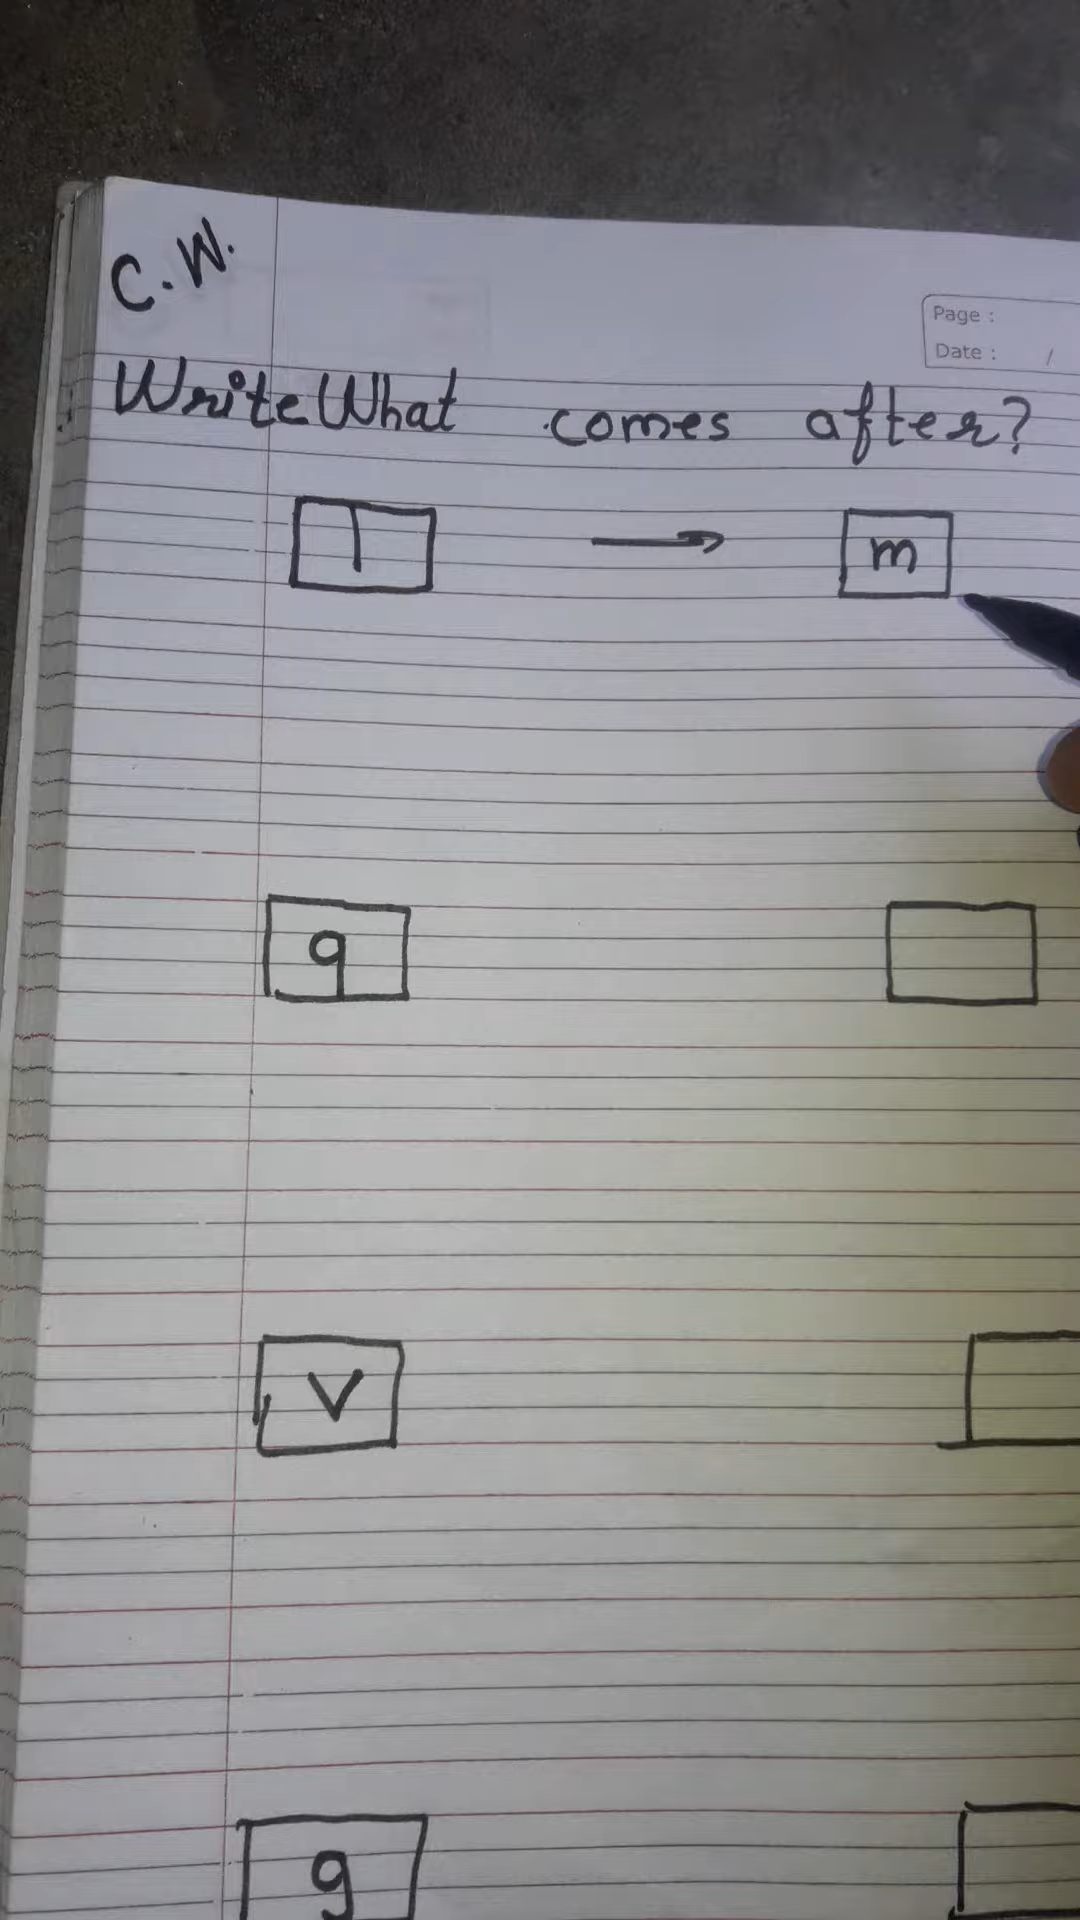 C.W.
Page :
Date : /
Write What comes after?
l → m
q
v
g